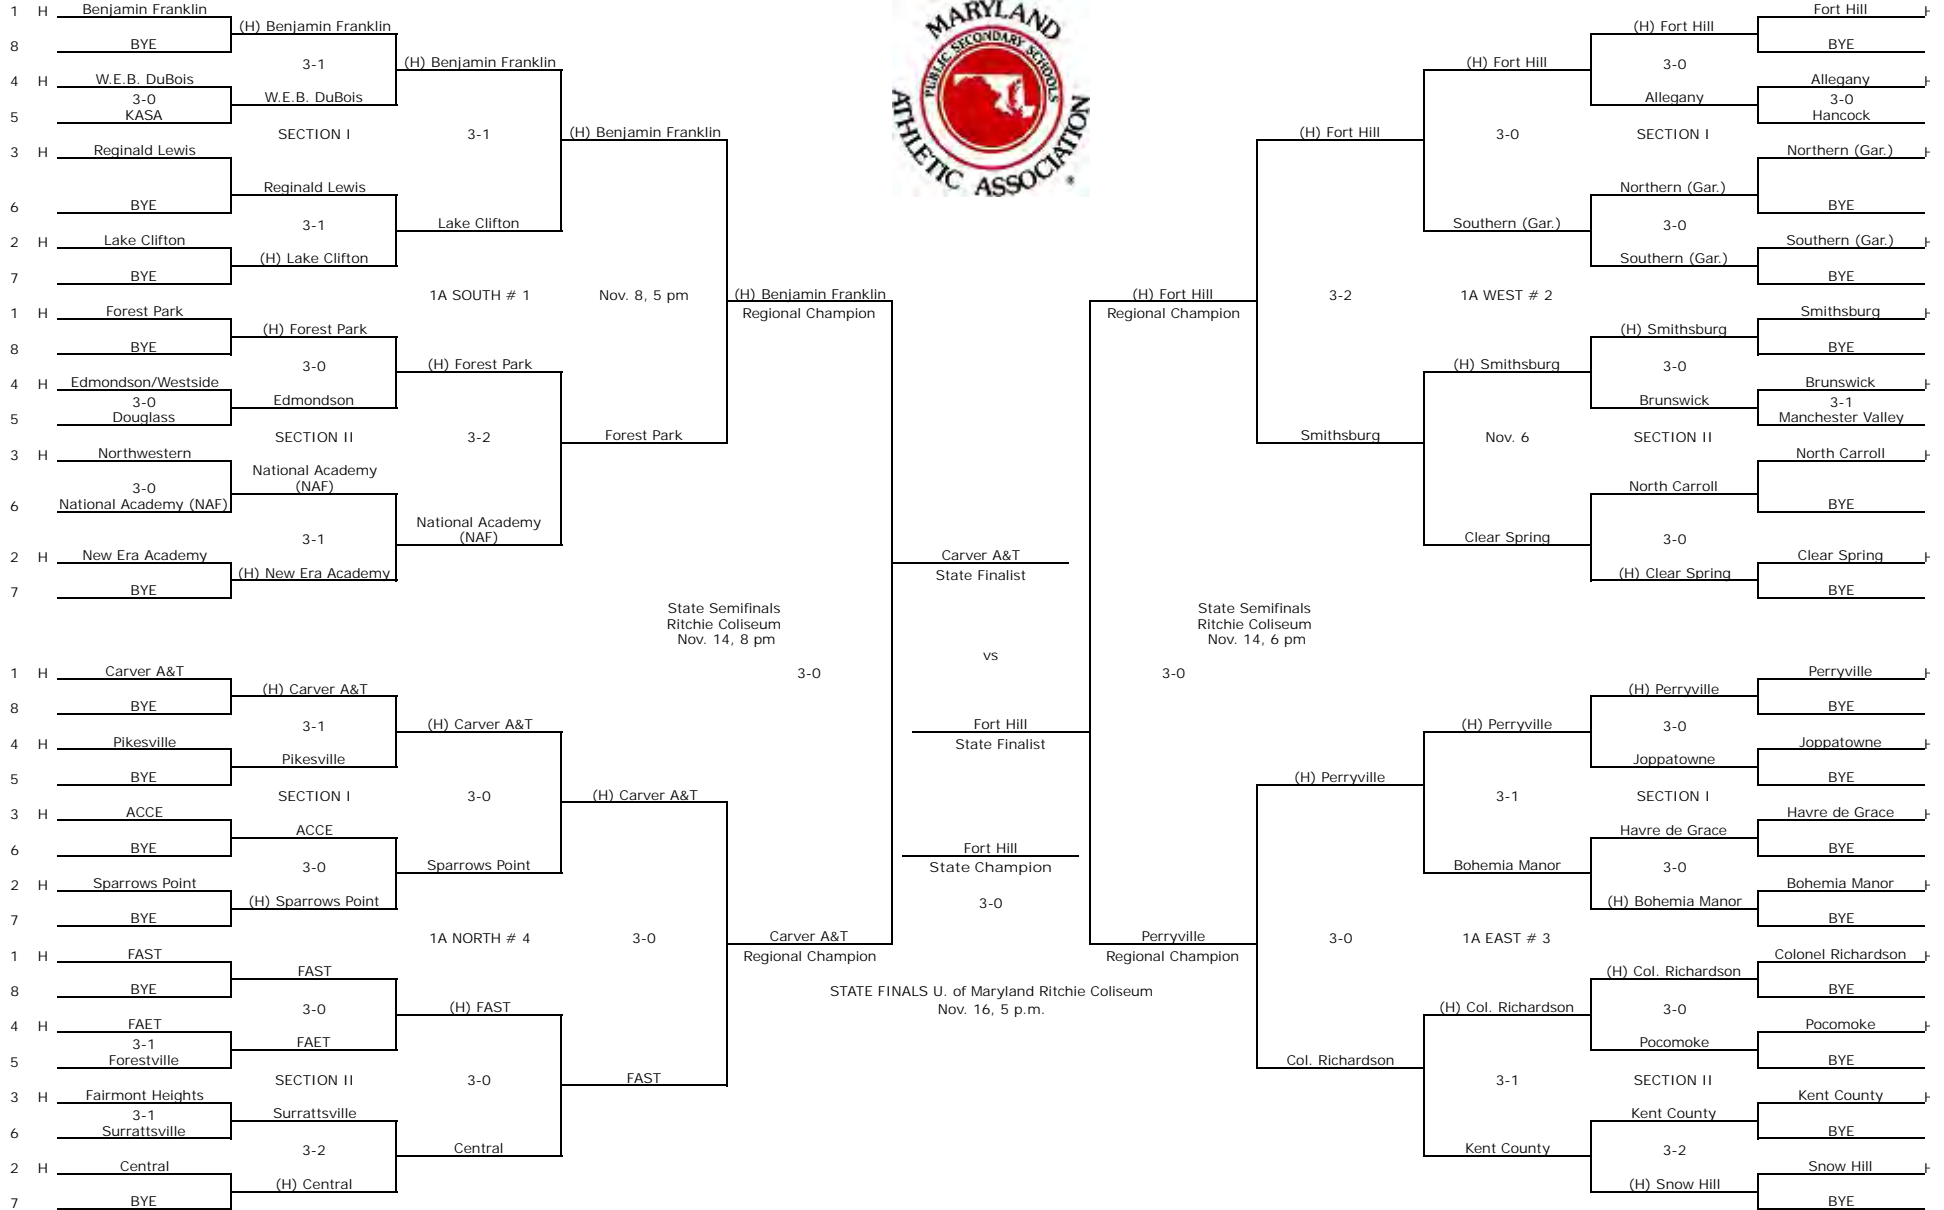 MARYLAND
PUBLIC SECONDARY SCHOOLS
ATHLETIC ASSOCIATION
®
1 H Benjamin Franklin
8 BYE
4 H W.E.B. DuBois
3-0
5 KASA
3 H Reginald Lewis
6 BYE
2 H Lake Clifton
7 BYE
1 H Forest Park
8 BYE
4 H Edmondson/Westside
3-0
5 Douglass
3 H Northwestern
3-0
6 National Academy (NAF)
2 H New Era Academy
7 BYE
(H) Benjamin Franklin
3-1
W.E.B. DuBois
SECTION I
Reginald Lewis
3-1
(H) Lake Clifton
(H) Forest Park
3-0
Edmondson
SECTION II
National Academy
(NAF)
3-1
(H) New Era Academy
(H) Benjamin Franklin
3-1
Lake Clifton
1A SOUTH # 1
(H) Forest Park
3-2
National Academy
(NAF)
(H) Benjamin Franklin
Nov. 8, 5 pm
Forest Park
(H) Benjamin Franklin
Regional Champion
State Semifinals
Ritchie Coliseum
Nov. 14, 8 pm
3-0
1 H Carver A&T
8 BYE
4 H Pikesville
5 BYE
3 H ACCE
6 BYE
2 H Sparrows Point
7 BYE
1 H FAST
8 BYE
4 H FAET
3-1
5 Forestville
3 H Fairmont Heights
3-1
6 Surrattsville
2 H Central
7 BYE
(H) Carver A&T
3-1
Pikesville
SECTION I
ACCE
3-0
(H) Sparrows Point
FAST
3-0
FAET
SECTION II
Surrattsville
3-2
(H) Central
(H) Carver A&T
3-0
Sparrows Point
1A NORTH # 4
(H) FAST
3-0
Central
(H) Carver A&T
3-0
FAST
Carver A&T
Regional Champion
Carver A&T
State Finalist
vs
Fort Hill
State Finalist
Fort Hill
State Champion
3-0
STATE FINALS U. of Maryland Ritchie Coliseum
Nov. 16, 5 p.m.
(H) Fort Hill
Regional Champion
State Semifinals
Ritchie Coliseum
Nov. 14, 6 pm
3-0
Perryville
Regional Champion
(H) Fort Hill
3-2
Smithsburg
(H) Fort Hill
3-0
Southern (Gar.)
1A WEST # 2
(H) Smithsburg
Nov. 6
Clear Spring
(H) Fort Hill
3-0
Allegany
SECTION I
Northern (Gar.)
3-0
Southern (Gar.)
(H) Smithsburg
3-0
Brunswick
SECTION II
North Carroll
3-0
(H) Clear Spring
Fort Hill
BYE
Allegany
3-0
Hancock
Northern (Gar.)
BYE
Southern (Gar.)
BYE
Smithsburg
BYE
Brunswick
3-1
Manchester Valley
North Carroll
BYE
Clear Spring
BYE
(H) Perryville
3-0
Col. Richardson
(H) Perryville
3-1
Bohemia Manor
1A EAST # 3
(H) Col. Richardson
3-1
Kent County
(H) Perryville
3-0
Joppatowne
SECTION I
Havre de Grace
3-0
(H) Bohemia Manor
(H) Col. Richardson
3-0
Pocomoke
SECTION II
Kent County
3-2
(H) Snow Hill
Perryville
BYE
Joppatowne
BYE
Havre de Grace
BYE
Bohemia Manor
BYE
Colonel Richardson
BYE
Pocomoke
BYE
Kent County
BYE
Snow Hill
BYE